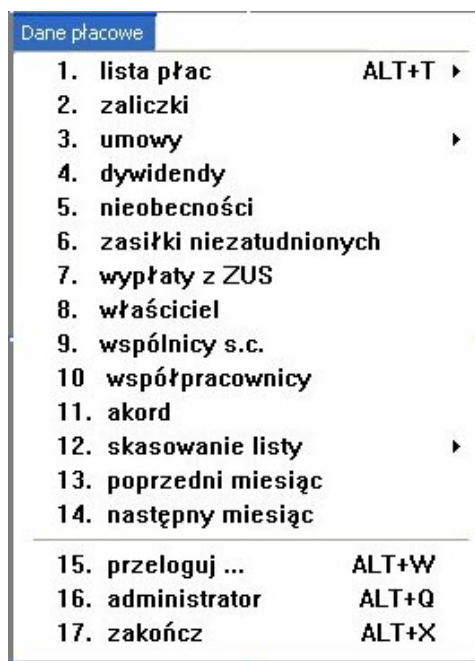 Dane płacowe
1. lista płac ALT+T
2. zaliczki
3. umowy
4. dywidendy
5. nieobecności
6. zasiłki niezatudnionych
7. wypłaty z ZUS
8. właściciel
9. wspólnicy s.c.
10 współpracownicy
11. akord
12. skasowanie listy
13. poprzedni miesiąc
14. następny miesiąc
15. przeloguj ... ALT+W
16. administrator ALT+Q
17. zakończ ALT+X